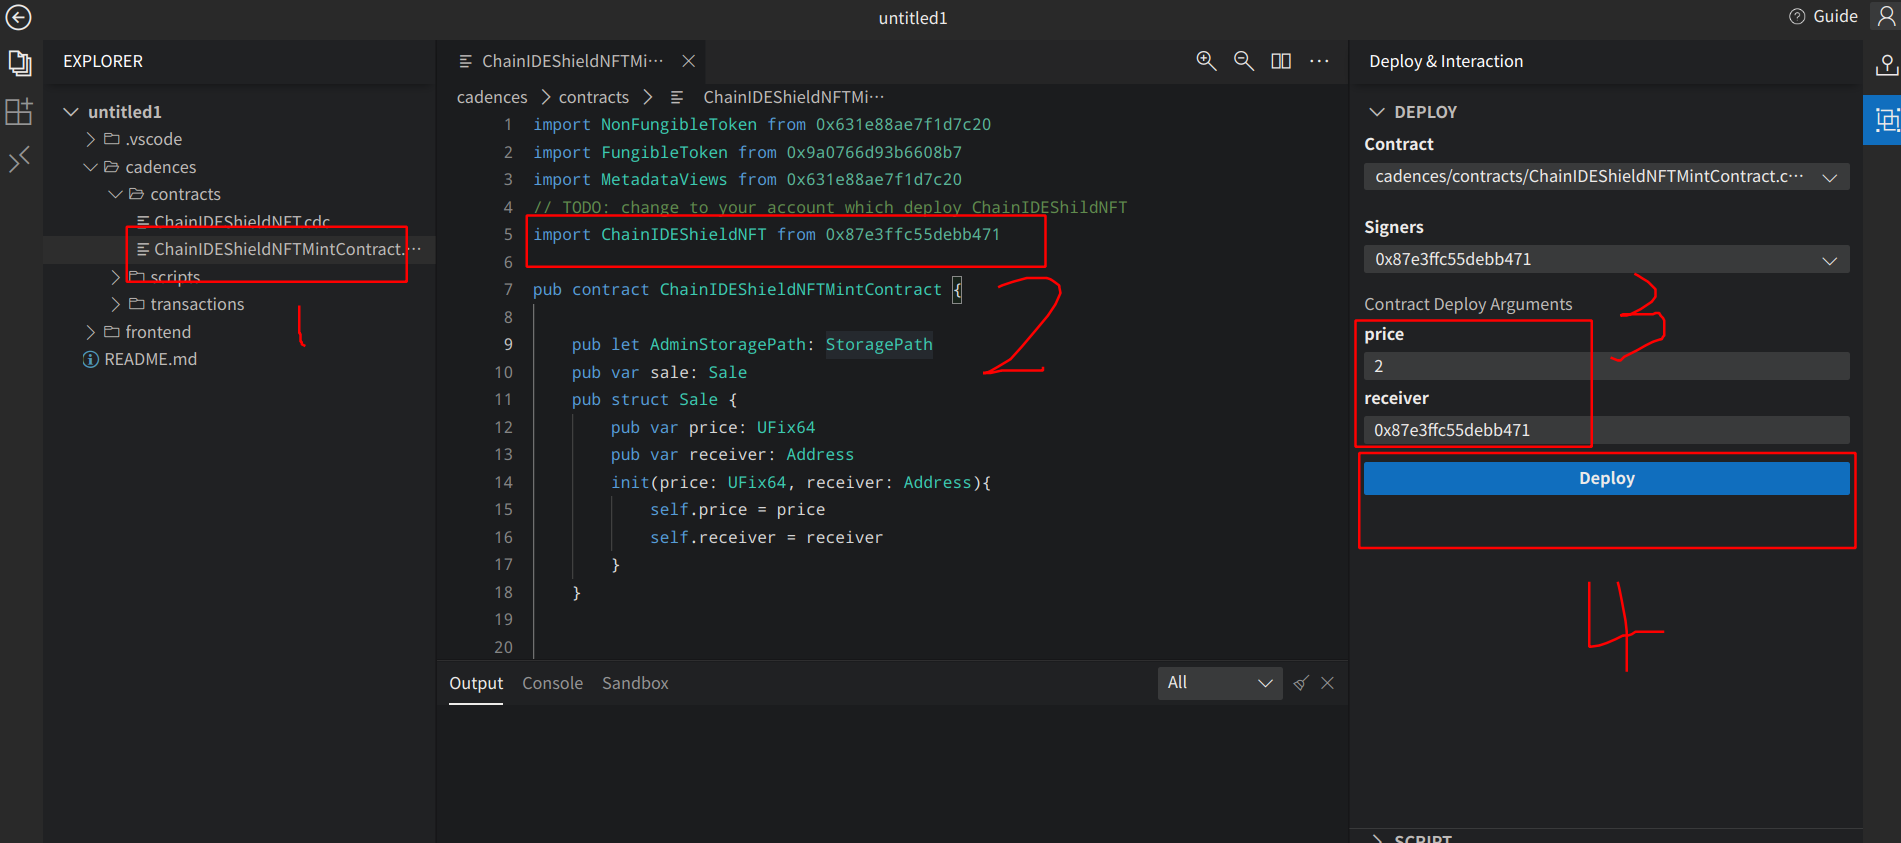 untitled1
Guide
EXPLORER
untitled1
.vscode
cadences
contracts
ChainIDEShieldNFT.cdc
ChainIDEShieldNFTMintContract.···
scripts
transactions
frontend
README.md
1
ChainIDEShieldNFTMi···
cadences > contracts > ChainIDEShieldNFTMi···
1 import NonFungibleToken from 0x631e88ae7f1d7c20
2 import FungibleToken from 0x9a0766d93b6608b7
3 import MetadataViews from 0x631e88ae7f1d7c20
4 // TODO: change to your account which deploy ChainIDEShildNFT
5 import ChainIDEShieldNFT from 0x87e3ffc55debb471
6
7 pub contract ChainIDEShieldNFTMintContract {
8
9 pub let AdminStoragePath: StoragePath
10 pub var sale: Sale
11 pub struct Sale {
12 pub var price: UFix64
13 pub var receiver: Address
14 init(price: UFix64, receiver: Address){
15 self.price = price
16 self.receiver = receiver
17 }
18 }
19
20
2
Output Console Sandbox All
Deploy & Interaction
DEPLOY
Contract
cadences/contracts/ChainIDEShieldNFTMintContract.c···
Signers
0x87e3ffc55debb471
3
Contract Deploy Arguments
price
2
receiver
0x87e3ffc55debb471
Deploy
4
SCRIPT